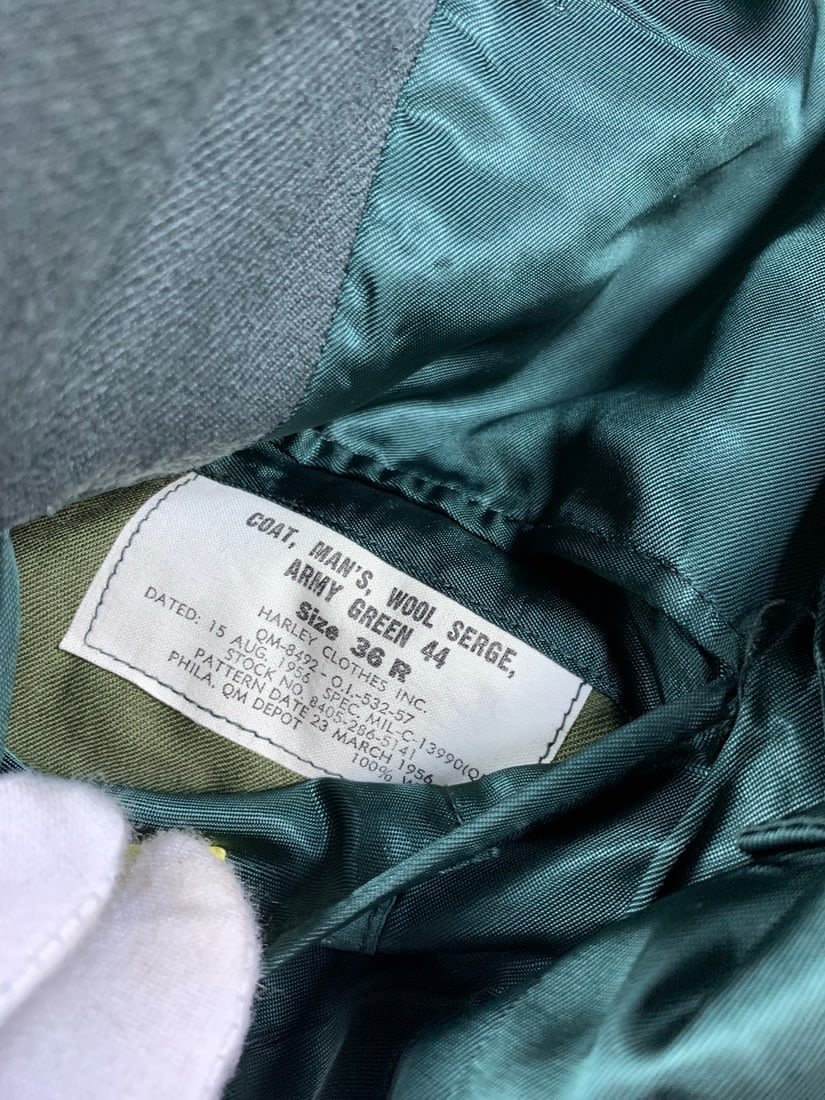 COAT, MAN'S, WOOL SERGE,
ARMY GREEN 44
Size 36 R
HARLEY CLOTHES INC.
QM-8492-O.I.-532-57
DATED: 15 AUG, 1956 SPEC, MIL-C-13990(Q
STOCK NO. 8405-286-5141
PATTERN DATE 23 MARCH 1956
PHILA, QM DEPOT 100%